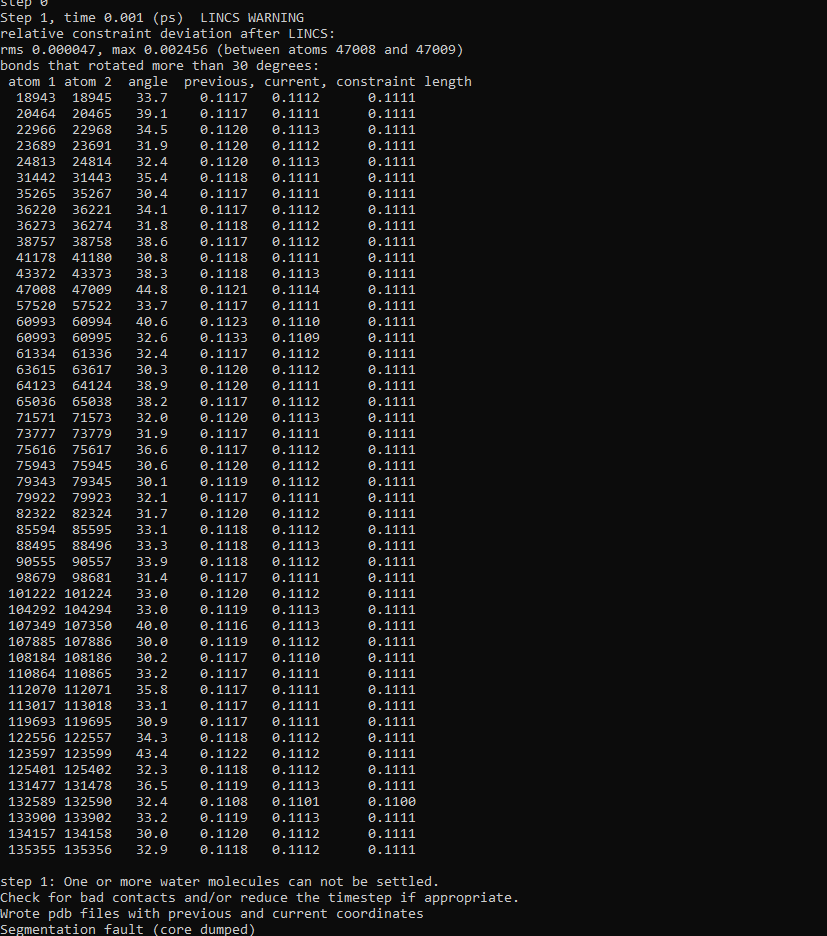 step 0
Step 1, time 0.001 (ps)  LINCS WARNING
relative constraint deviation after LINCS:
rms 0.000047, max 0.002456 (between atoms 47008 and 47009)
bonds that rotated more than 30 degrees:
 atom 1 atom 2  angle  previous, current, constraint length
  18943  18945   33.7    0.1117   0.1112      0.1111
  20464  20465   39.1    0.1117   0.1111      0.1111
  22966  22968   34.5    0.1120   0.1113      0.1111
  23689  23691   31.9    0.1120   0.1112      0.1111
  24813  24814   32.4    0.1120   0.1113      0.1111
  31442  31443   35.4    0.1118   0.1111      0.1111
  35265  35267   30.4    0.1117   0.1111      0.1111
  36220  36221   34.1    0.1117   0.1112      0.1111
  36273  36274   31.8    0.1118   0.1112      0.1111
  38757  38758   38.6    0.1117   0.1112      0.1111
  41178  41180   30.8    0.1118   0.1111      0.1111
  43372  43373   38.3    0.1118   0.1113      0.1111
  47008  47009   44.8    0.1121   0.1114      0.1111
  57520  57522   33.7    0.1117   0.1111      0.1111
  60993  60994   40.6    0.1123   0.1110      0.1111
  60993  60995   32.6    0.1133   0.1109      0.1111
  61334  61336   32.4    0.1117   0.1112      0.1111
  63615  63617   30.3    0.1120   0.1112      0.1111
  64123  64124   38.9    0.1120   0.1111      0.1111
  65036  65038   38.2    0.1117   0.1112      0.1111
  71571  71573   32.0    0.1120   0.1113      0.1111
  73777  73779   31.9    0.1117   0.1111      0.1111
  75616  75617   36.6    0.1117   0.1112      0.1111
  75943  75945   30.6    0.1120   0.1112      0.1111
  79343  79345   30.1    0.1119   0.1112      0.1111
  79922  79923   32.1    0.1117   0.1111      0.1111
  82322  82324   31.7    0.1120   0.1112      0.1111
  85594  85595   33.1    0.1118   0.1112      0.1111
  88495  88496   33.3    0.1118   0.1113      0.1111
  90555  90557   33.9    0.1118   0.1112      0.1111
  98679  98681   31.4    0.1117   0.1111      0.1111
 101222 101224   33.0    0.1120   0.1112      0.1111
 104292 104294   33.0    0.1119   0.1113      0.1111
 107349 107350   40.0    0.1116   0.1113      0.1111
 107885 107886   30.0    0.1119   0.1112      0.1111
 108184 108186   30.2    0.1117   0.1110      0.1111
 110864 110865   33.2    0.1117   0.1111      0.1111
 112070 112071   35.8    0.1117   0.1111      0.1111
 113017 113018   33.1    0.1117   0.1111      0.1111
 119693 119695   30.9    0.1117   0.1111      0.1111
 122556 122557   34.3    0.1118   0.1112      0.1111
 123597 123599   43.4    0.1122   0.1112      0.1111
 125401 125402   32.3    0.1118   0.1112      0.1111
 131477 131478   36.5    0.1119   0.1113      0.1111
 132589 132590   32.4    0.1108   0.1101      0.1100
 133900 133902   33.2    0.1119   0.1113      0.1111
 134157 134158   30.0    0.1120   0.1112      0.1111
 135355 135356   32.9    0.1118   0.1112      0.1111
step 1: One or more water molecules can not be settled.
Check for bad contacts and/or reduce the timestep if appropriate.
Wrote pdb files with previous and current coordinates
Segmentation fault (core dumped)